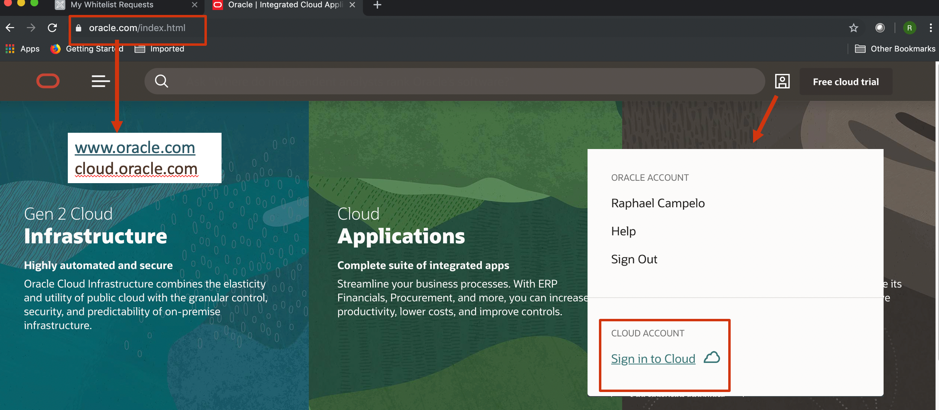 My Whitelist Requests
Oracle | Integrated Cloud Appli
oracle.com/index.html
Apps
Getting Started
Imported
Other Bookmarks
R
Free cloud trial
www.oracle.com
cloud.oracle.com
Gen 2 Cloud
Infrastructure
Highly automated and secure
Oracle Cloud Infrastructure combines the elasticity
and utility of public cloud with the granular control,
security, and predictability of on-premise
infrastructure.
Cloud
Applications
Complete suite of integrated apps
Streamline your business processes. With ERP
Financials, Procurement, and more, you can increase
productivity, lower costs, and improve controls.
ORACLE ACCOUNT
Raphael Campelo
Help
Sign Out
CLOUD ACCOUNT
Sign in to Cloud
its